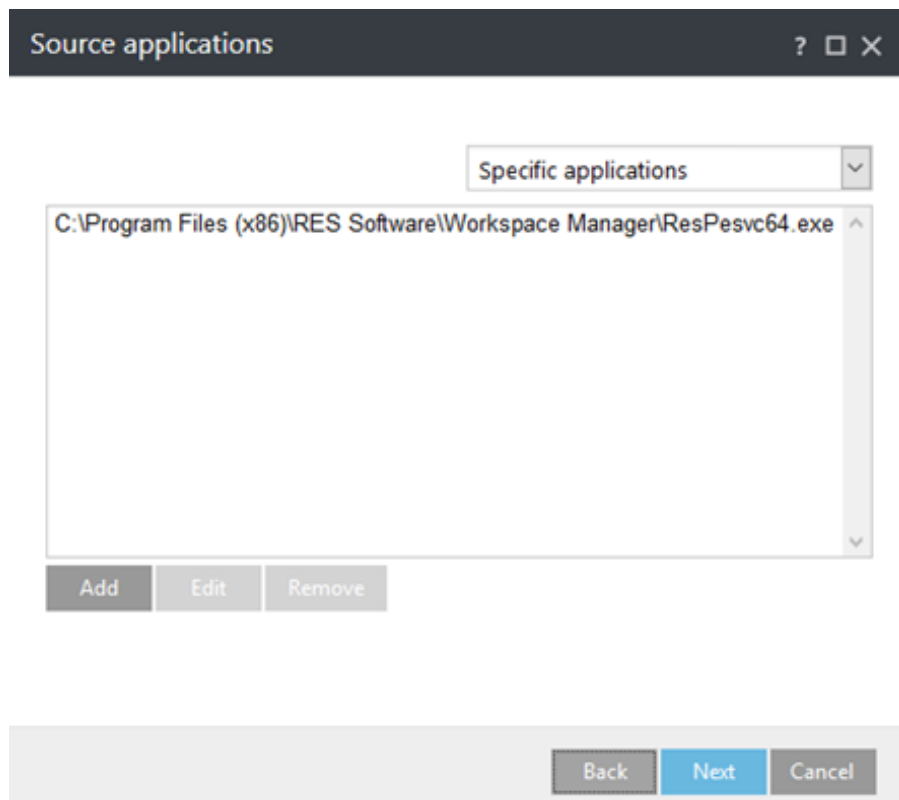 Source applications ?
Specific applications
C:\Program Files (x86)\RES Software\Workspace Manager\ResPesvc64.exe
Add Edit Remove
Back Next Cancel